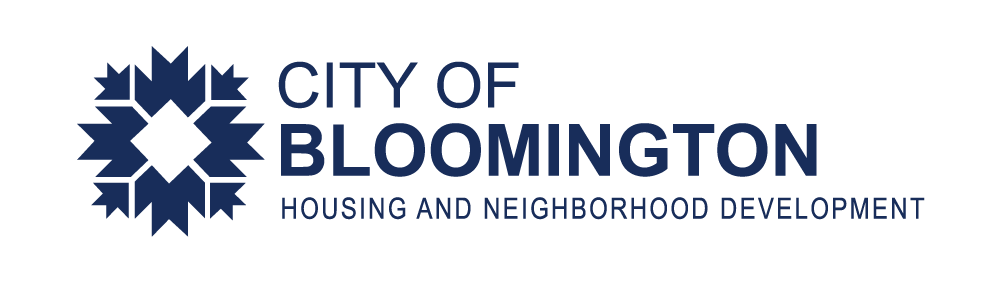 CITY OF
BLOOMINGTON
HOUSING AND NEIGHBORHOOD DEVELOPMENT